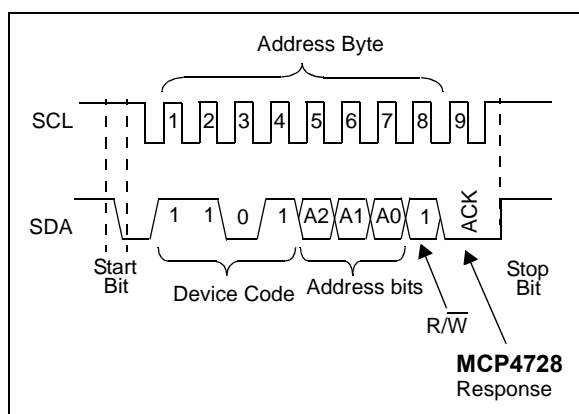 Address Byte
SCL 1 2 3 4 5 6 7 8 9
SDA 1 1 0 1 A2 A1 A0 1 ACK
Start Bit
Device Code
Address bits
Stop Bit
R/W̅
MCP4728
Response